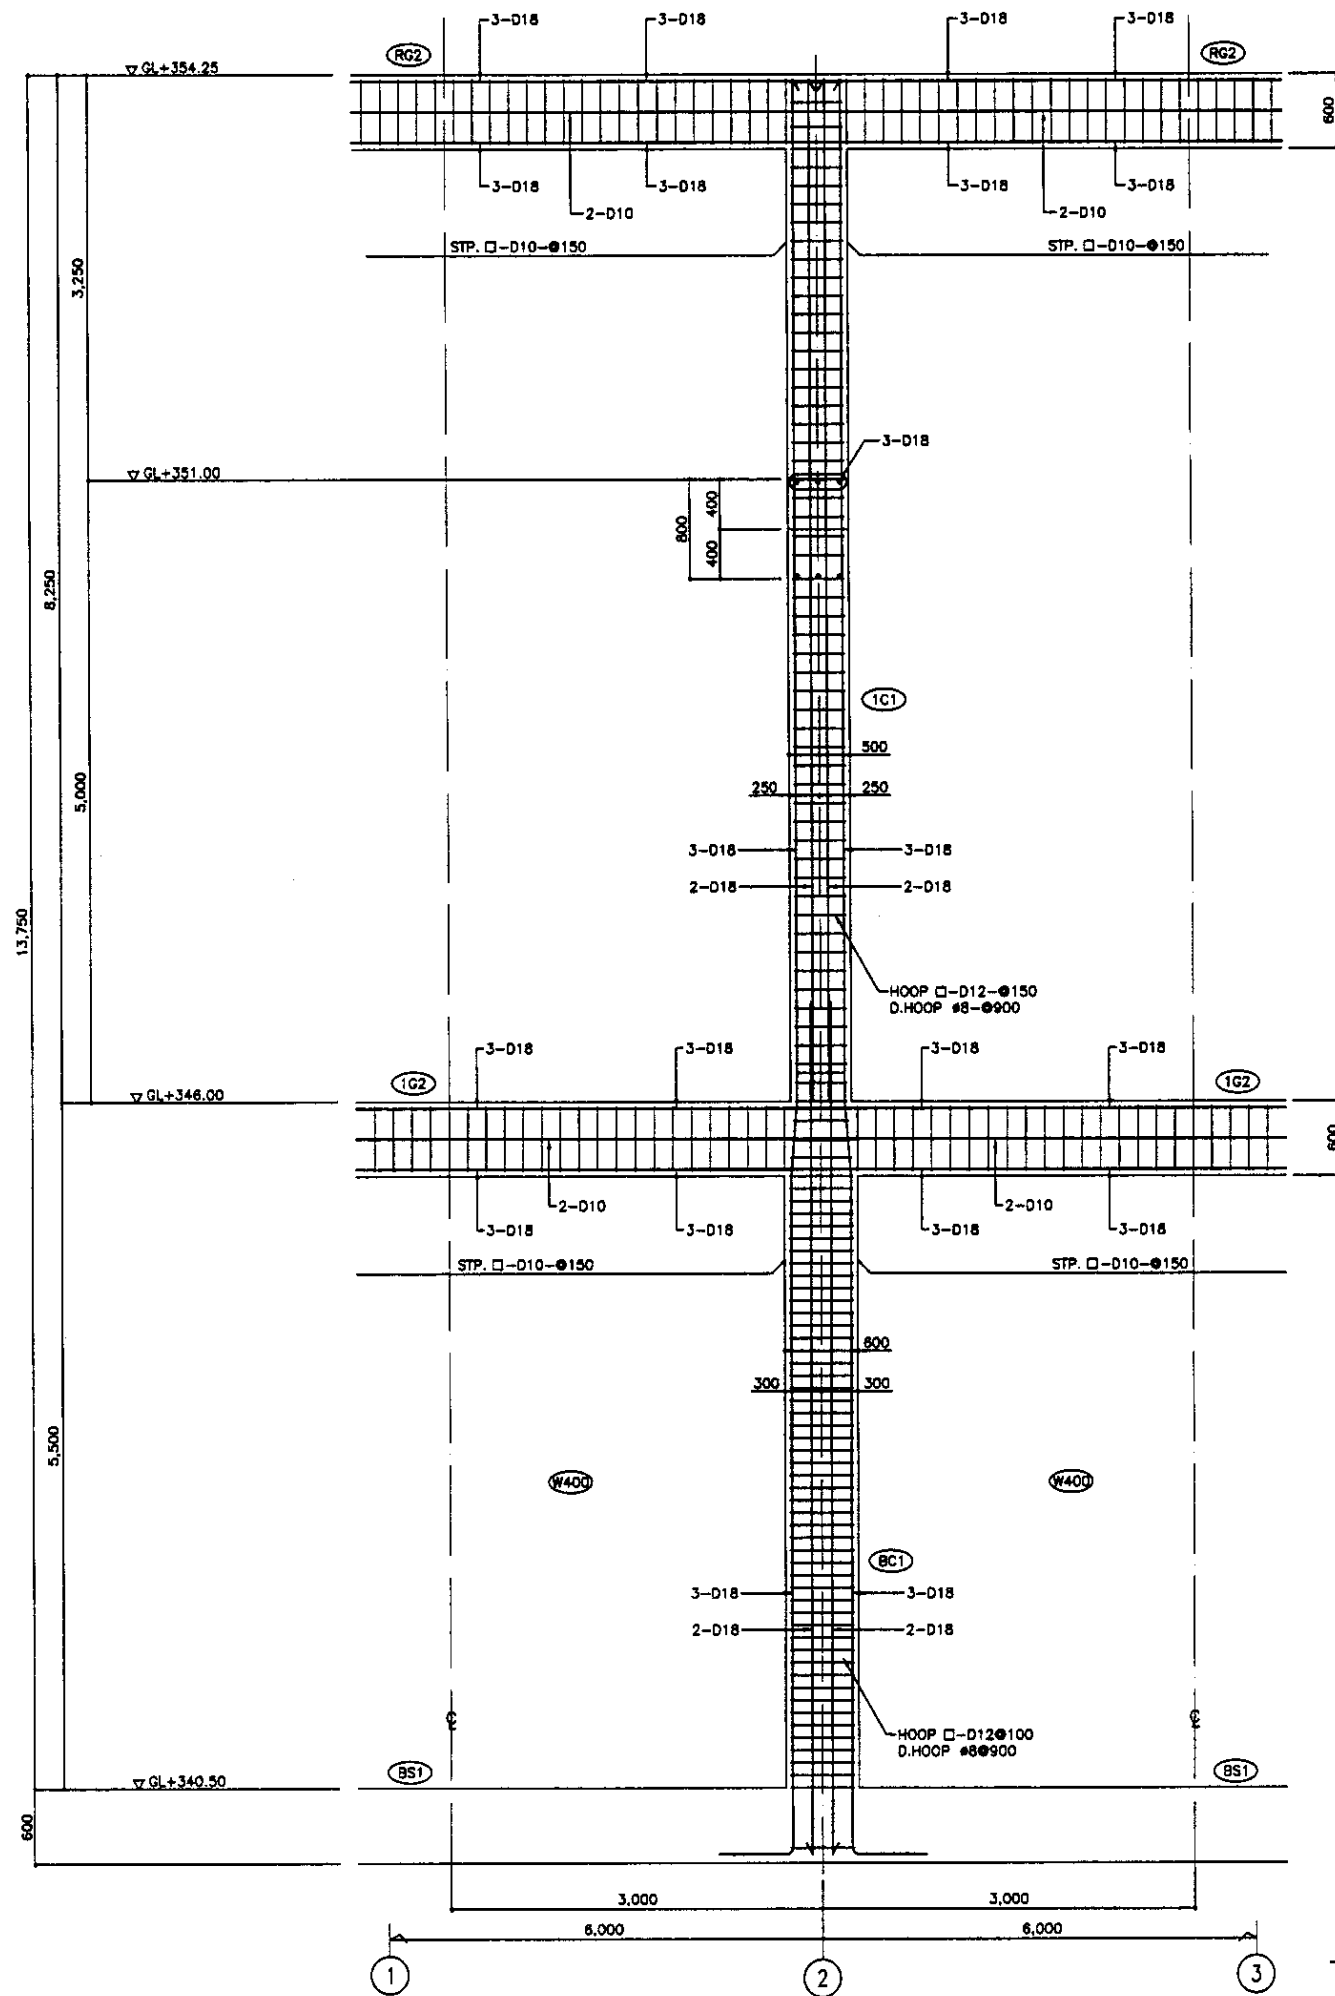 3-D18
3-D18
3-D18
3-D18
RG2
RG2
GL+354.25
600
3-D18
3-D18
3-D18
3-D18
2-D10
2-D10
STP. □-D10-@150
STP. □-D10-@150
3,250
3-D18
GL+351.00
400
800
400
8,250
1C1
500
250
250
5,000
3-D18
3-D18
2-D18
2-D18
13,750
HOOP □-D12-@150
D.HOOP ø8-@900
3-D18
3-D18
3-D18
3-D18
1G2
1G2
GL+346.00
600
2-D10
2-D10
3-D18
3-D18
3-D18
3-D18
STP. □-D10-@150
STP. □-D10-@150
600
300
300
5,500
W400
W400
BC1
3-D18
3-D18
2-D18
2-D18
HOOP □-D12@100
D.HOOP ø8@900
BS1
BS1
GL+340.50
600
3,000
3,000
6,000
6,000
1
2
3